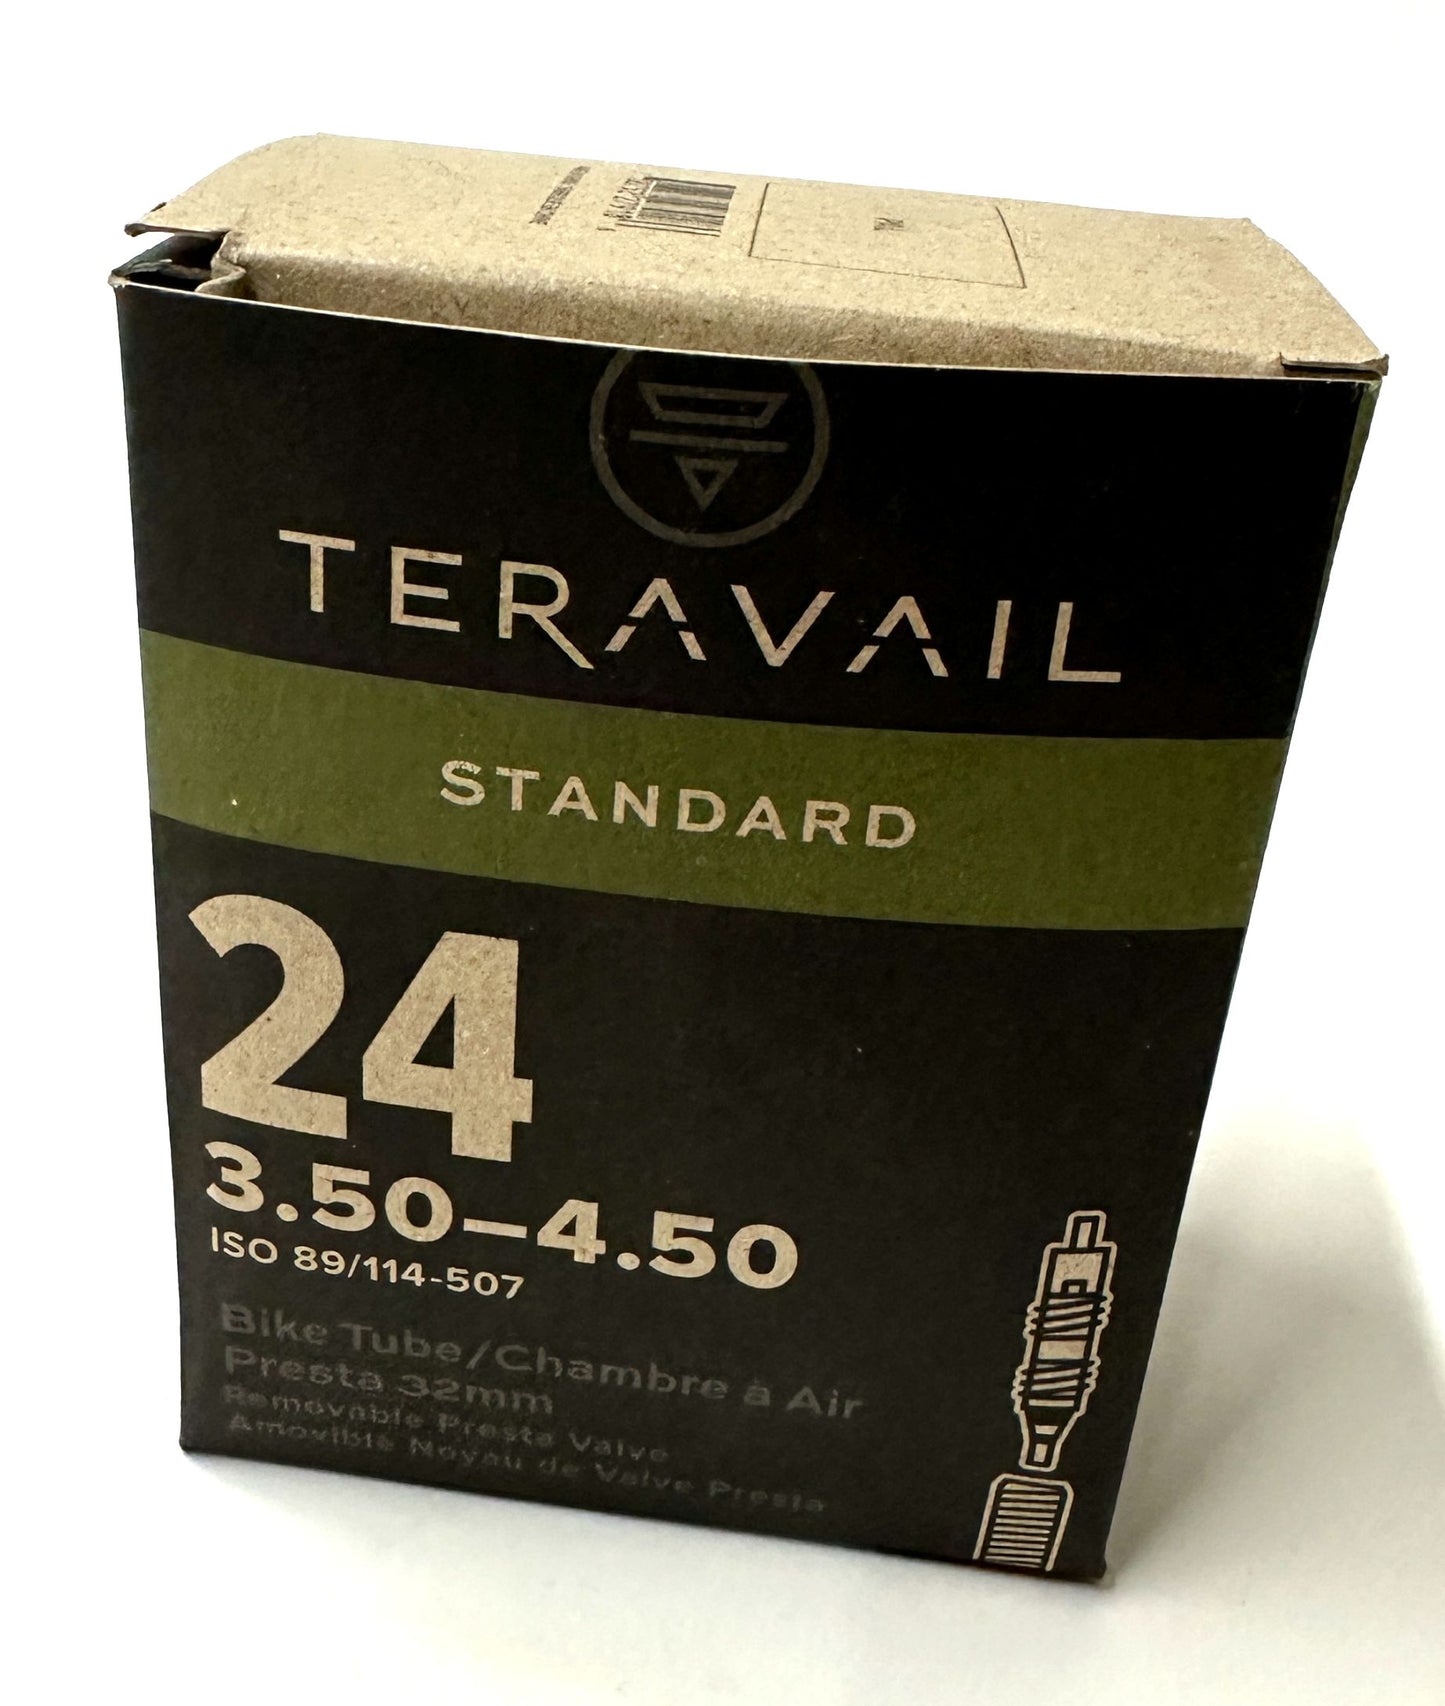 TERAVAIL
STANDARD
24
3.50–4.50
ISO 89/114-507
Bike Tube/Chambre à Air
Presta 32mm
Removable Presta Valve
Amovible Noyau de Valve Presta